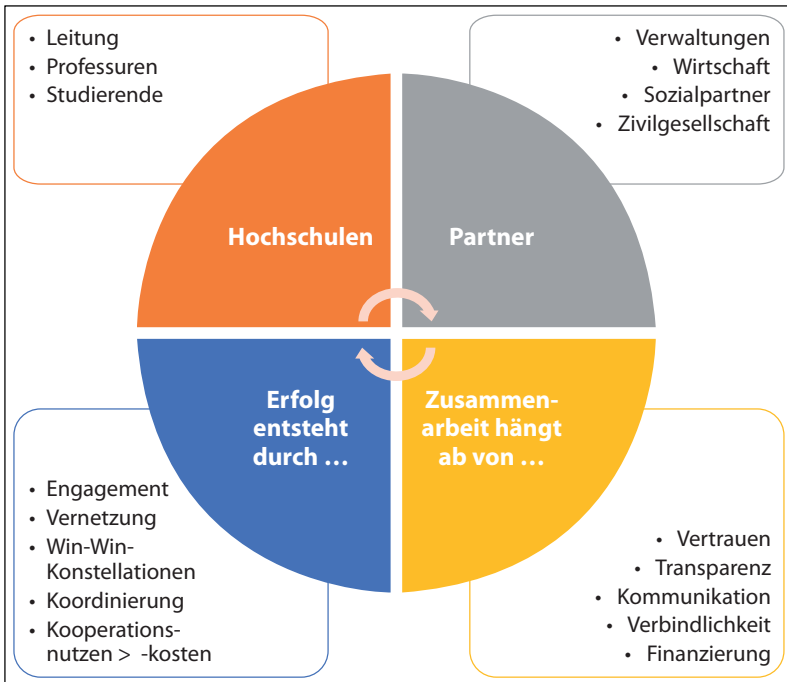 • Leitung
• Professuren
• Studierende
• Verwaltungen
• Wirtschaft
• Sozialpartner
• Zivilgesellschaft
Hochschulen
Partner
Erfolg
entsteht
durch ...
Zusammen-
arbeit hängt
ab von ...
• Engagement
• Vernetzung
• Win-Win-
Konstellationen
• Koordinierung
• Kooperations-
nutzen > -kosten
• Vertrauen
• Transparenz
• Kommunikation
• Verbindlichkeit
• Finanzierung